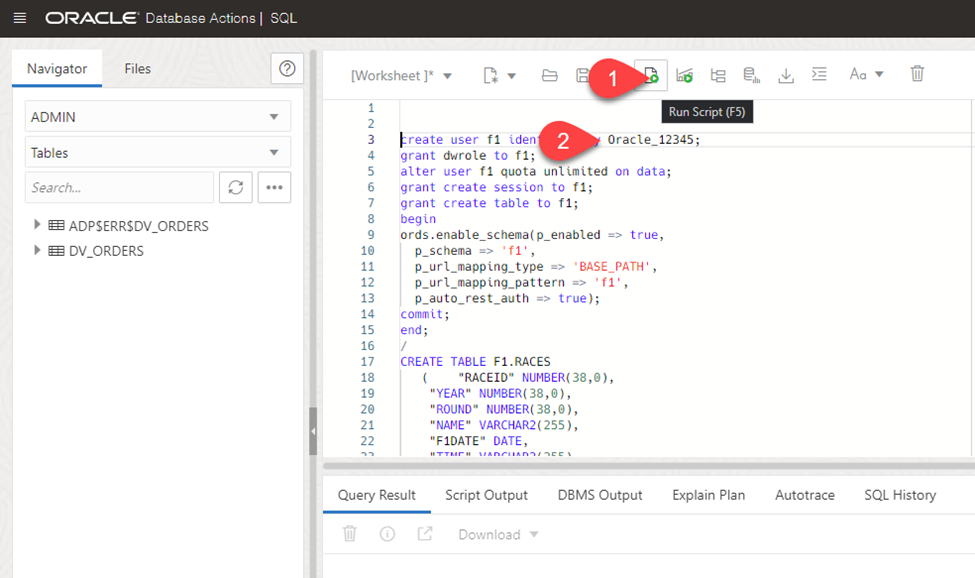 ORACLE Database Actions | SQL
Navigator
Files
ADMIN
Tables
Search...
ADP$ERR$DV_ORDERS
DV_ORDERS
[Worksheet ]*
Aa
1
Run Script (F5)
2
1
2
3 create user f1 iden Oracle_12345;
4 grant dwrole to f1;
5 alter user f1 quota unlimited on data;
6 grant create session to f1;
7 grant create table to f1;
8 begin
9 ords.enable_schema(p_enabled => true,
10 p_schema => 'f1',
11 p_url_mapping_type => 'BASE_PATH',
12 p_url_mapping_pattern => 'f1',
13 p_auto_rest_auth => true);
14 commit;
15 end;
16 /
17 CREATE TABLE F1.RACES
18 ( "RACEID" NUMBER(38,0),
19 "YEAR" NUMBER(38,0),
20 "ROUND" NUMBER(38,0),
21 "NAME" VARCHAR2(255),
22 "F1DATE" DATE,
23 "TIME" VARCHAR2(255)
Query Result
Script Output
DBMS Output
Explain Plan
Autotrace
SQL History
Download